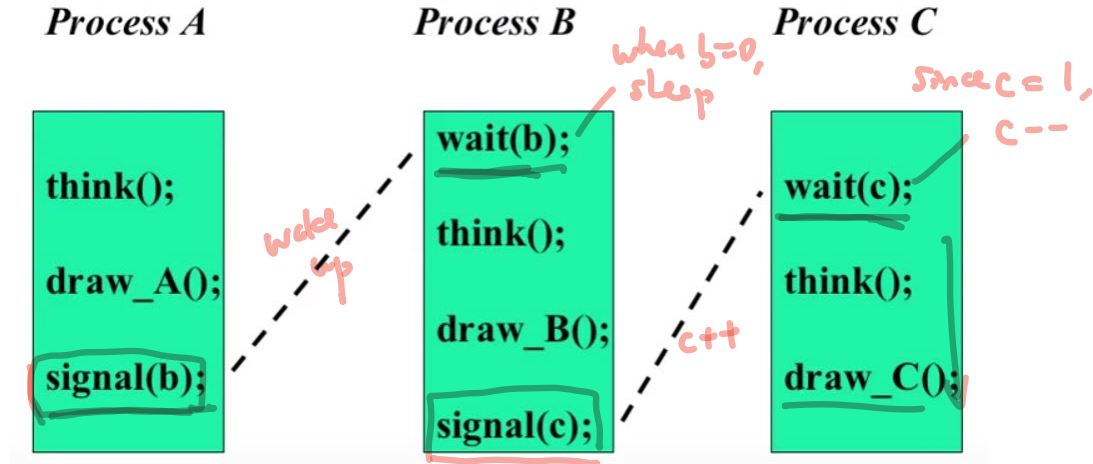 Process A
think();
draw_A();
signal(b);
wake
up
Process B
when b=0,
sleep
wait(b);
think();
draw_B();
signal(c);
c++
Process C
since c = 1,
c --
wait(c);
think();
draw_C();